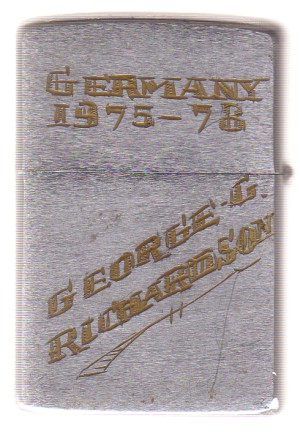 GERMANY
1975-78
GEORGE-G.
RICHARDSON